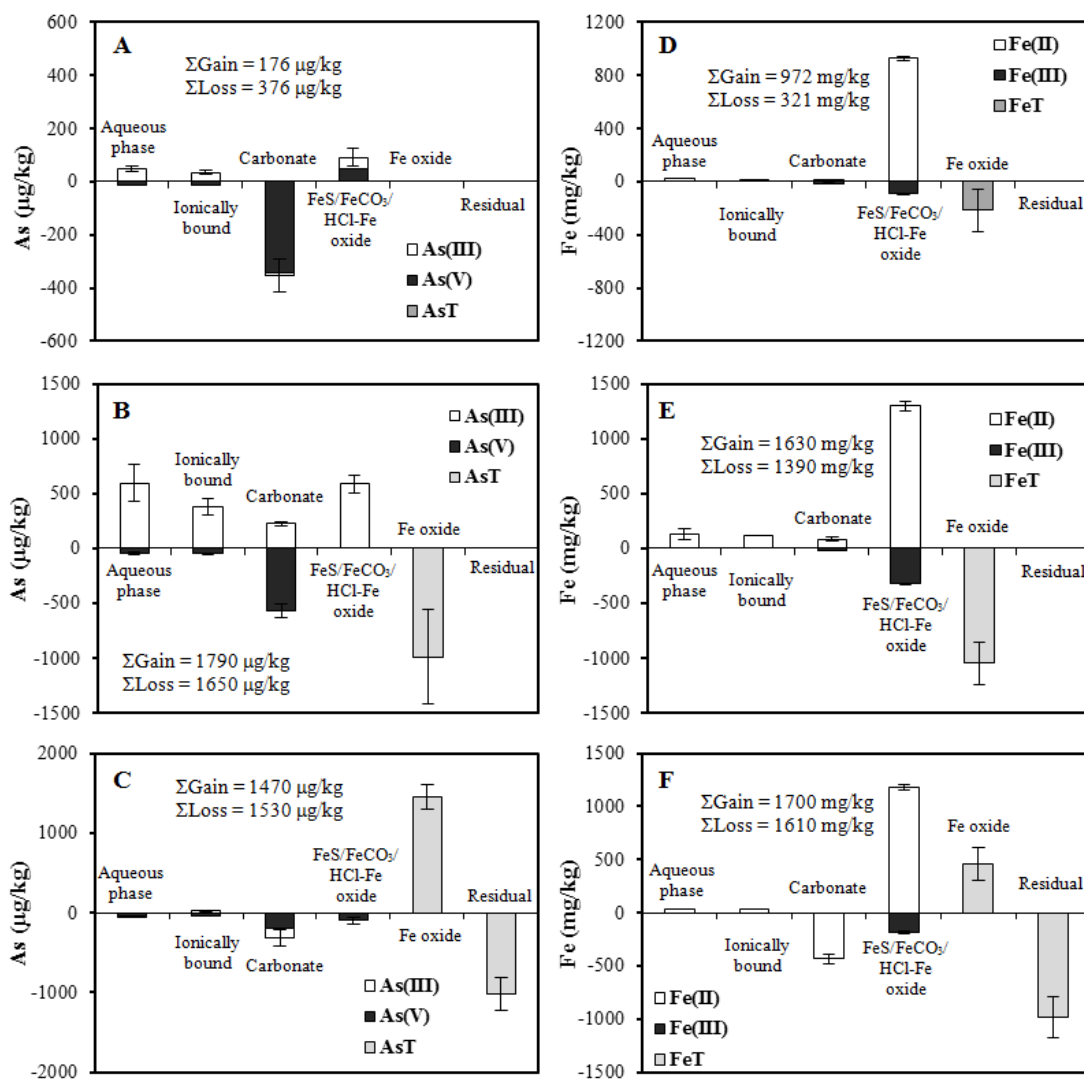 A
ΣGain = 176 µg/kg
ΣLoss = 376 µg/kg
As (µg/kg)
600
400
200
0
-200
-400
-600
Aqueous
phase
Ionically
bound
Carbonate
FeS/FeCO₃/
HCl-Fe
oxide
Fe oxide
Residual
As(III)
As(V)
AsT
D
ΣGain = 972 mg/kg
ΣLoss = 321 mg/kg
Fe (mg/kg)
1200
800
400
0
-400
-800
-1200
Fe(II)
Fe(III)
FeT
Aqueous
phase
Ionically
bound
Carbonate
FeS/FeCO₃/
HCl-Fe
oxide
Fe oxide
Residual
B
As (µg/kg)
1500
1000
500
0
-500
-1000
-1500
As(III)
As(V)
AsT
Ionically
bound
Carbonate
Aqueous
phase
FeS/FeCO₃/
HCl-Fe
oxide
Fe oxide
Residual
ΣGain = 1790 µg/kg
ΣLoss = 1650 µg/kg
E
ΣGain = 1630 mg/kg
ΣLoss = 1390 mg/kg
Fe (mg/kg)
1500
1000
500
0
-500
-1000
-1500
Fe(II)
Fe(III)
FeT
Carbonate
Fe oxide
Aqueous
phase
Ionically
bound
FeS/FeCO₃/
HCl-Fe
oxide
Residual
C
ΣGain = 1470 µg/kg
ΣLoss = 1530 µg/kg
As (µg/kg)
2000
1000
0
-1000
-2000
Aqueous
phase
FeS/FeCO₃/
HCl-Fe
oxide
Residual
Ionically
bound
Carbonate
Fe oxide
As(III)
As(V)
AsT
F
ΣGain = 1700 mg/kg
ΣLoss = 1610 mg/kg
Fe (mg/kg)
1500
1000
500
0
-500
-1000
-1500
Fe oxide
Aqueous
phase
Carbonate
Residual
Ionically
bound
FeS/FeCO₃/
HCl-Fe
oxide
Fe(II)
Fe(III)
FeT